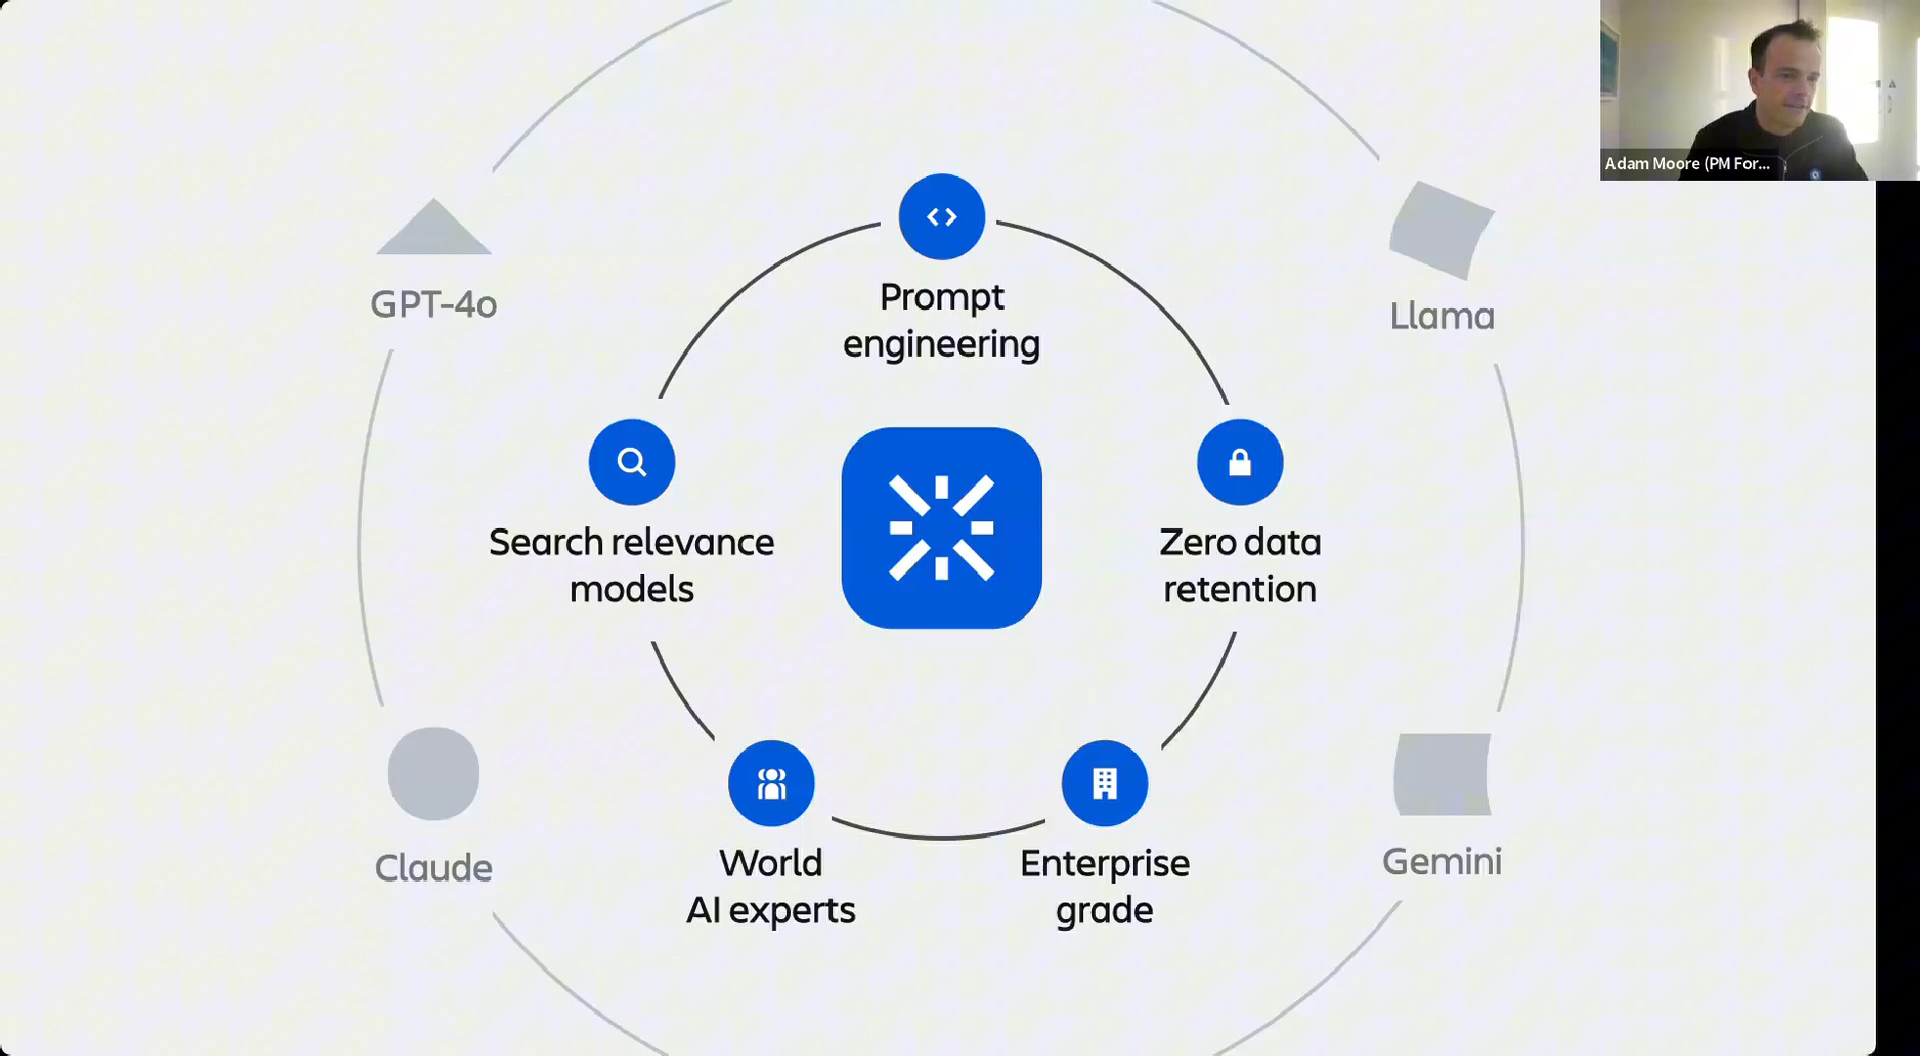 Adam Moore (PM For...
GPT-4o
Llama
Prompt
engineering
Search relevance
models
Zero data
retention
Claude
World
AI experts
Enterprise
grade
Gemini